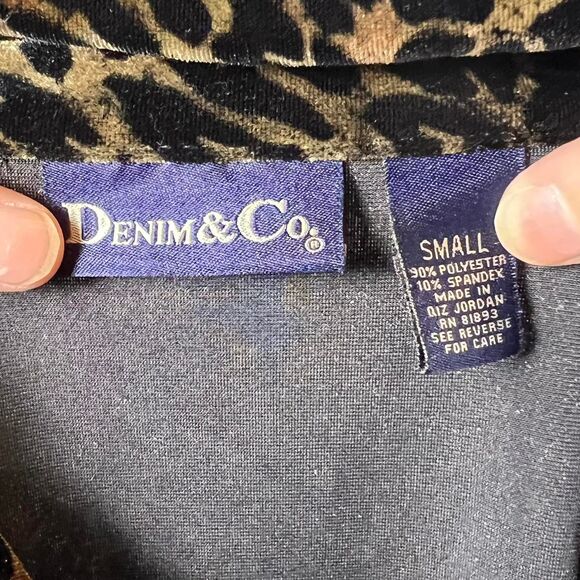 DENIM & CO.®
SMALL
90% POLYESTER
10% SPANDEX
MADE IN
QIZ JORDAN
RN 81893
SEE REVERSE
FOR CARE